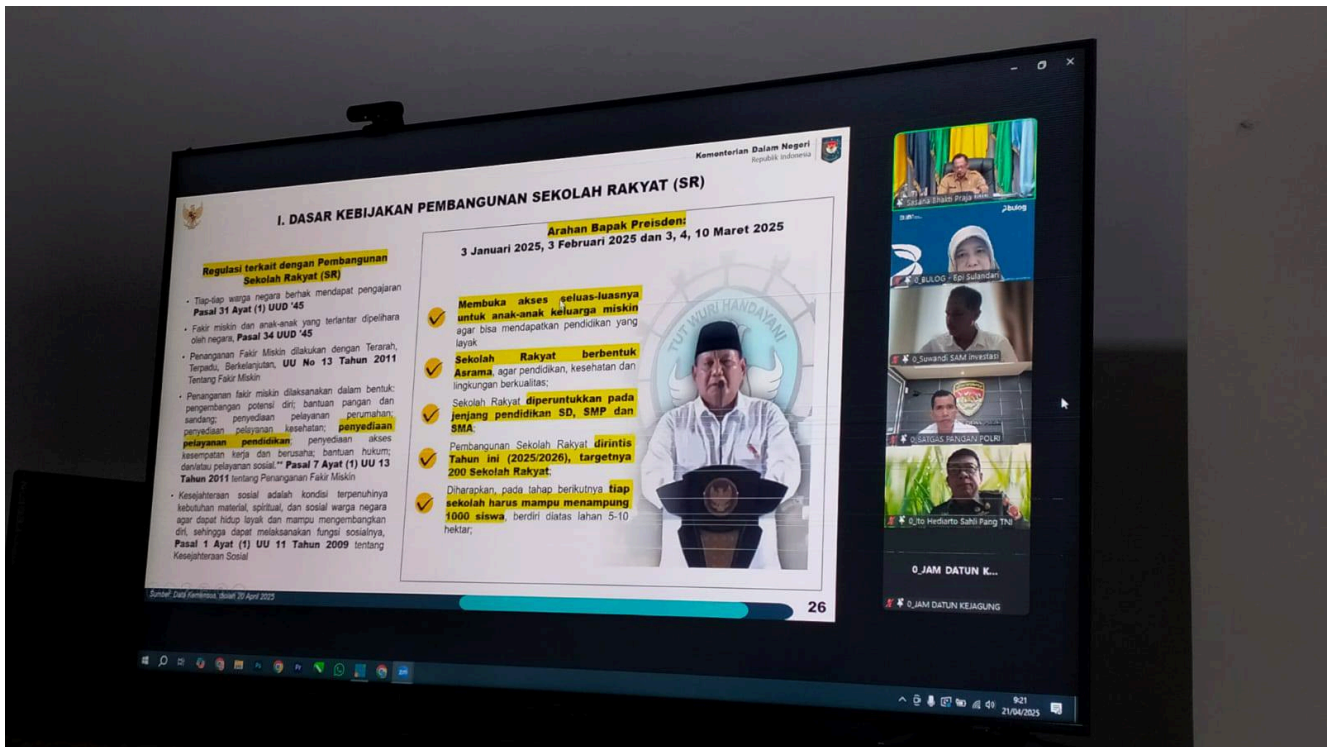 Kementerian Dalam Negeri
Republik Indonesia
I. DASAR KEBIJAKAN PEMBANGUNAN SEKOLAH RAKYAT (SR)
Regulasi terkait dengan Pembangunan
Sekolah Rakyat (SR)
• Tiap-tiap warga negara berhak mendapat pengajaran
Pasal 31 Ayat (1) UUD '45
• Fakir miskin dan anak-anak yang terlantar dipelihara
oleh negara, Pasal 34 UUD '45
• Penanganan Fakir Miskin dilakukan dengan Terarah,
Terpadu, Berkelanjutan, UU No 13 Tahun 2011
Tentang Fakir Miskin
• Penanganan fakir miskin dilaksanakan dalam bentuk:
pengembangan potensi diri; bantuan pangan dan
sandang; penyediaan pelayanan perumahan;
penyediaan pelayanan kesehatan; penyediaan
pelayanan pendidikan; penyediaan akses
kesempatan kerja dan berusaha; bantuan hukum;
dan/atau pelayanan sosial." Pasal 7 Ayat (1) UU 13
Tahun 2011 tentang Penanganan Fakir Miskin
• Kesejahteraan sosial adalah kondisi terpenuhinya
kebutuhan material, spiritual, dan sosial warga negara
agar dapat hidup layak dan mampu mengembangkan
diri, sehingga dapat melaksanakan fungsi sosialnya,
Pasal 1 Ayat (1) UU 11 Tahun 2009 tentang
Kesejahteraan Sosial
Arahan Bapak Preisden:
3 Januari 2025, 3 Februari 2025 dan 3, 4, 10 Maret 2025
Membuka akses seluas-luasnya
untuk anak-anak keluarga miskin
agar bisa mendapatkan pendidikan yang
layak
Sekolah Rakyat berbentuk
Asrama, agar pendidikan, kesehatan dan
lingkungan berkualitas;
Sekolah Rakyat diperuntukkan pada
jenjang pendidikan SD, SMP dan
SMA;
Pembangunan Sekolah Rakyat dirintis
Tahun ini (2025/2026), targetnya
200 Sekolah Rakyat;
Diharapkan, pada tahap berikutnya tiap
sekolah harus mampu menampung
1000 siswa, berdiri diatas lahan 5-10
hektar;
TUT WURI HANDAYANI
Sumber: Data Kemensos, diolah 20 April 2025
26
Sasana Bhakti Praja
bulog
0_BULOG - Epi Sulandari
0_Suwandi SAM Investasi
0_SATGAS PANGAN POLRI
0_Ito Hediarto Sahli Pang TNI
0_JAM DATUN K...
0_JAM DATUN KEJAGUNG
9:21
21/04/2025